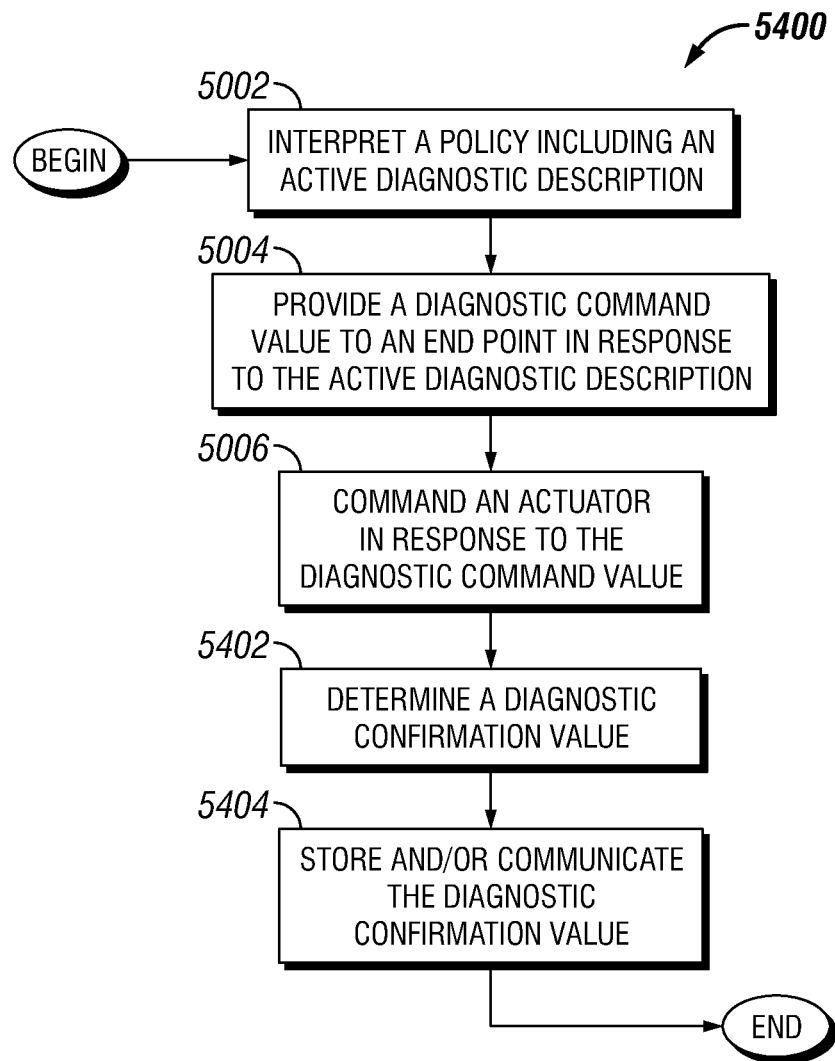 5400
5002
BEGIN
INTERPRET A POLICY INCLUDING AN
ACTIVE DIAGNOSTIC DESCRIPTION
5004
PROVIDE A DIAGNOSTIC COMMAND
VALUE TO AN END POINT IN RESPONSE
TO THE ACTIVE DIAGNOSTIC DESCRIPTION
5006
COMMAND AN ACTUATOR
IN RESPONSE TO THE
DIAGNOSTIC COMMAND VALUE
5402
DETERMINE A DIAGNOSTIC
CONFIRMATION VALUE
5404
STORE AND/OR COMMUNICATE
THE DIAGNOSTIC
CONFIRMATION VALUE
END